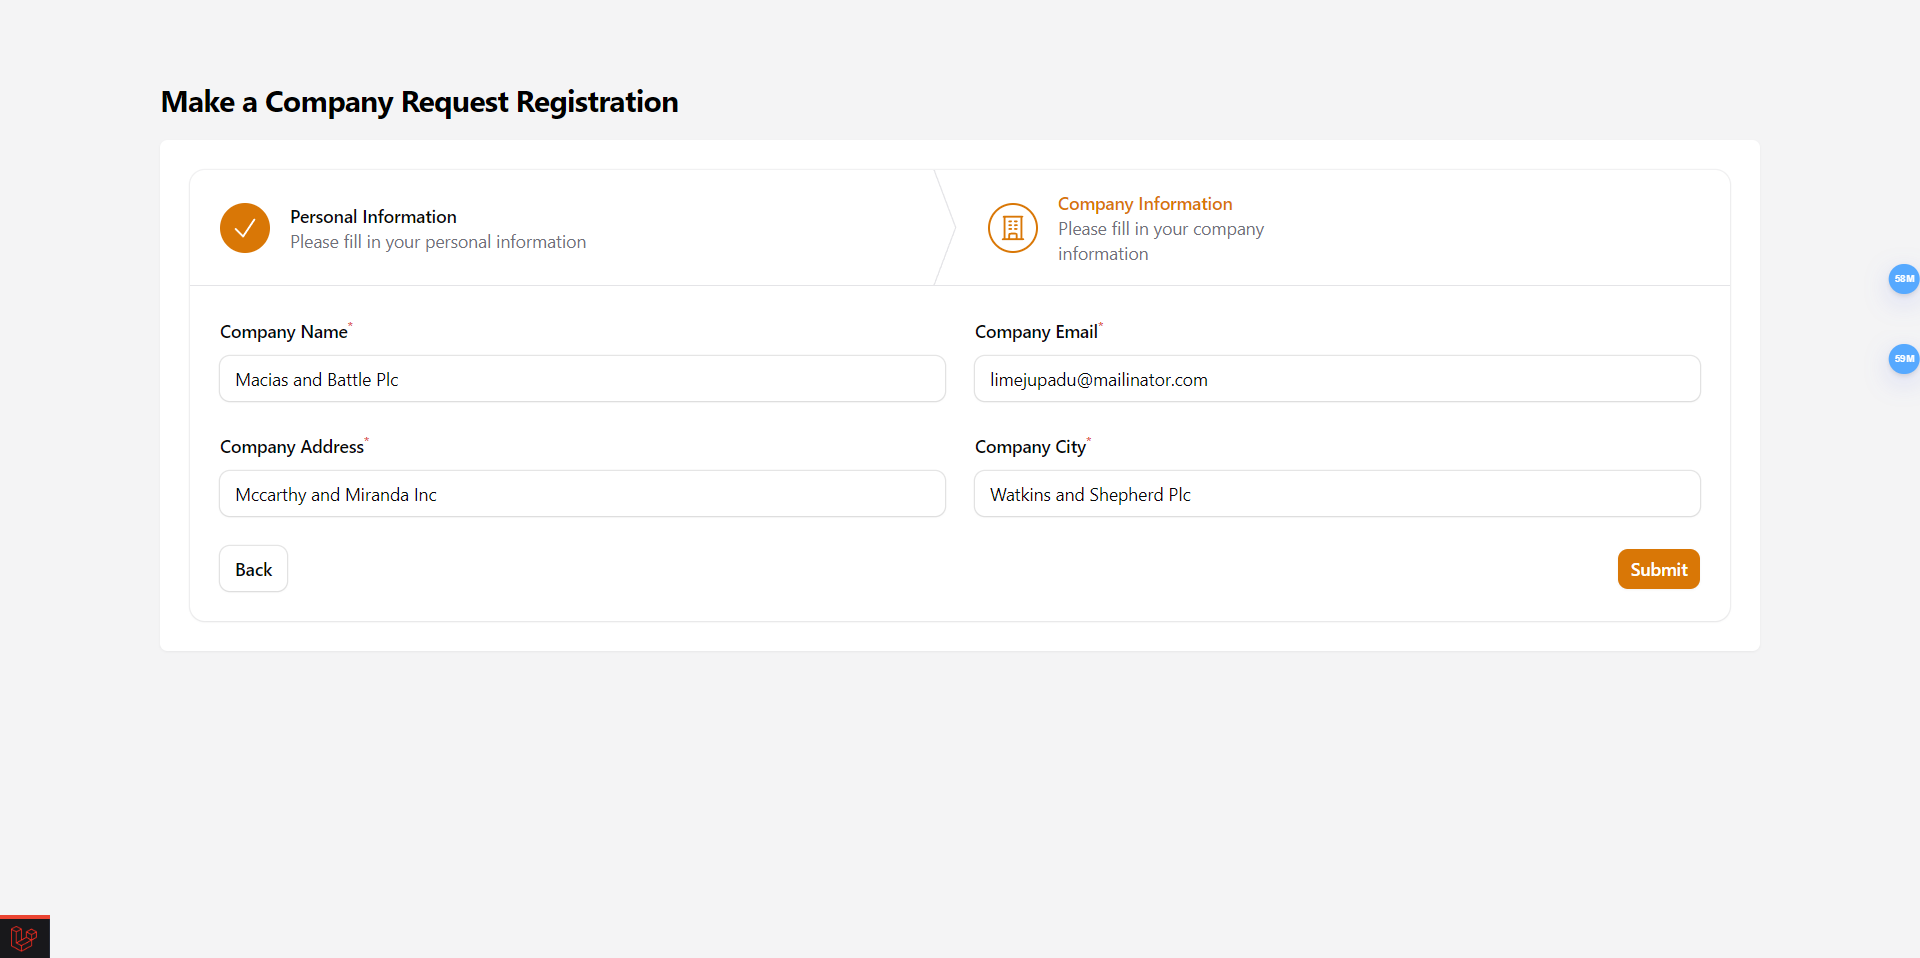 Make a Company Request Registration
Personal Information
Please fill in your personal information
Company Information
Please fill in your company
information
Company Name*
Company Email*
Macias and Battle Plc
limejupadu@mailinator.com
Company Address*
Company City*
Mccarthy and Miranda Inc
Watkins and Shepherd Plc
Back
Submit
58M
59M